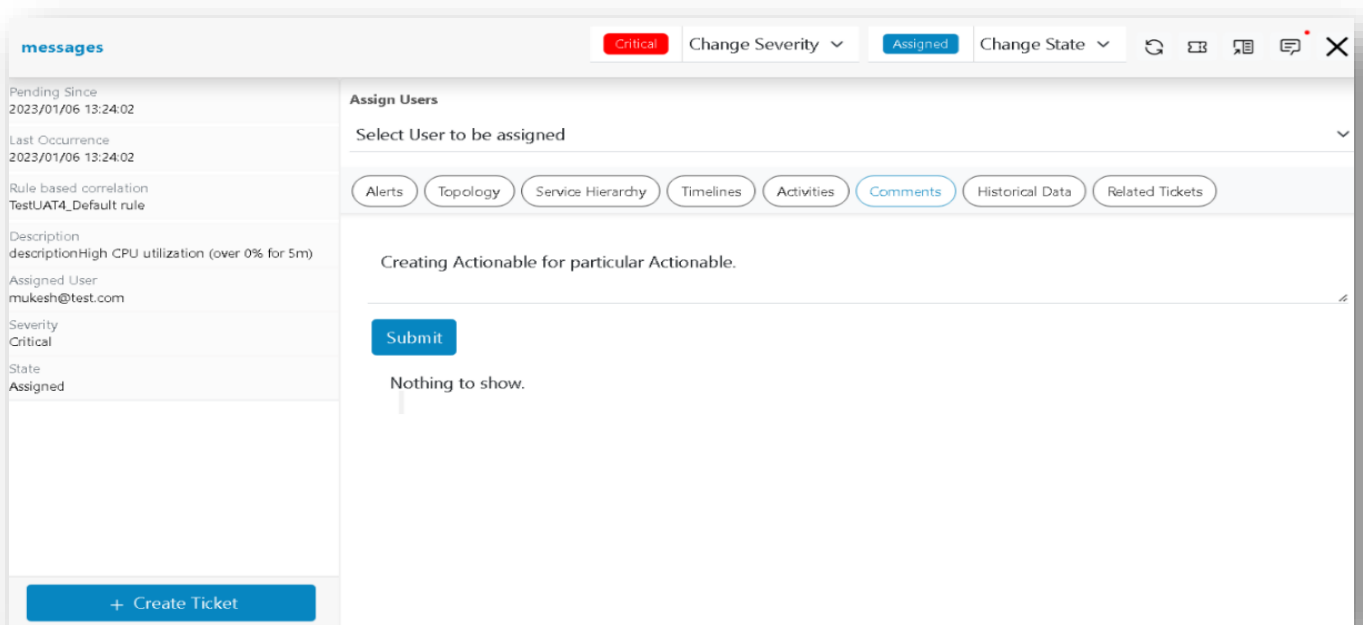 messages
Critical
Change Severity
Assigned
Change State
Pending Since
2023/01/06 13:24:02
Last Occurrence
2023/01/06 13:24:02
Rule based correlation
TestUAT4_Default rule
Description
descriptionHigh CPU utilization (over 0% for 5m)
Assigned User
mukesh@test.com
Severity
Critical
State
Assigned
+ Create Ticket
Assign Users
Select User to be assigned
Alerts
Topology
Service Hierarchy
Timelines
Activities
Comments
Historical Data
Related Tickets
Creating Actionable for particular Actionable.
Submit
Nothing to show.